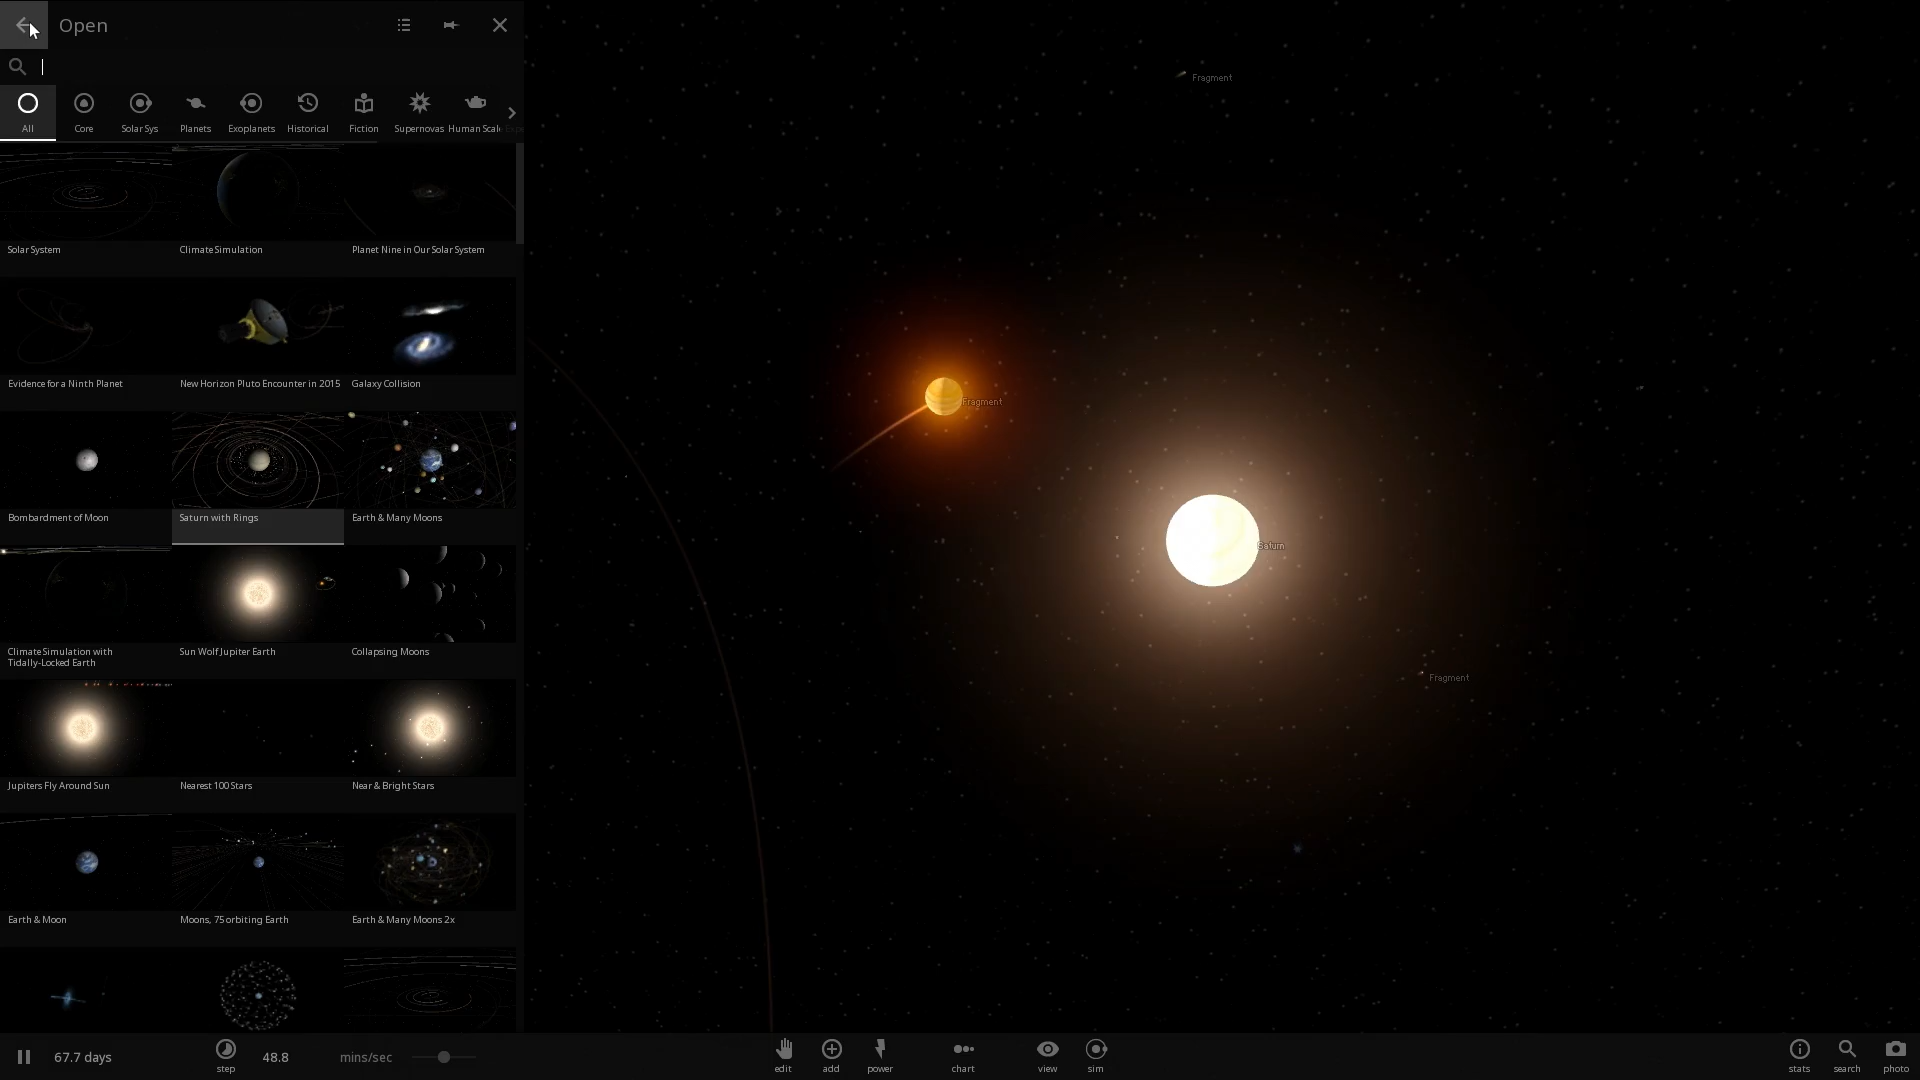 Open
All
Core
Solar Sys
Planets
Exoplanets
Historical
Fiction
Supernovas
Human Scale
Solar System
Climate Simulation
Planet Nine in Our Solar System
Evidence for a Ninth Planet
New Horizon Pluto Encounter in 2015
Galaxy Collision
Bombardment of Moon
Saturn with Rings
Earth & Many Moons
Climate Simulation with
Tidally-Locked Earth
Sun Wolf Jupiter Earth
Collapsing Moons
Jupiters Fly Around Sun
Nearest 100 Stars
Near & Bright Stars
Earth & Moon
Moons, 75 orbiting Earth
Earth & Many Moons 2x
Fragment
Fragment
Saturn
Fragment
67.7 days
step
48.8
mins/sec
edit
add
power
chart
view
sim
stats
search
photo